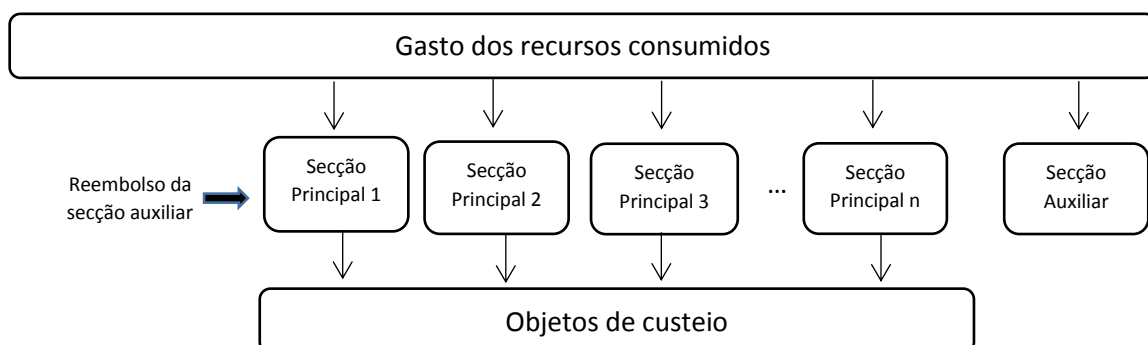 Gasto dos recursos consumidos
Reembolso da
secção auxiliar
Secção
Principal 1
Secção
Principal 2
Secção
Principal 3
...
Secção
Principal n
Secção
Auxiliar
Objetos de custeio